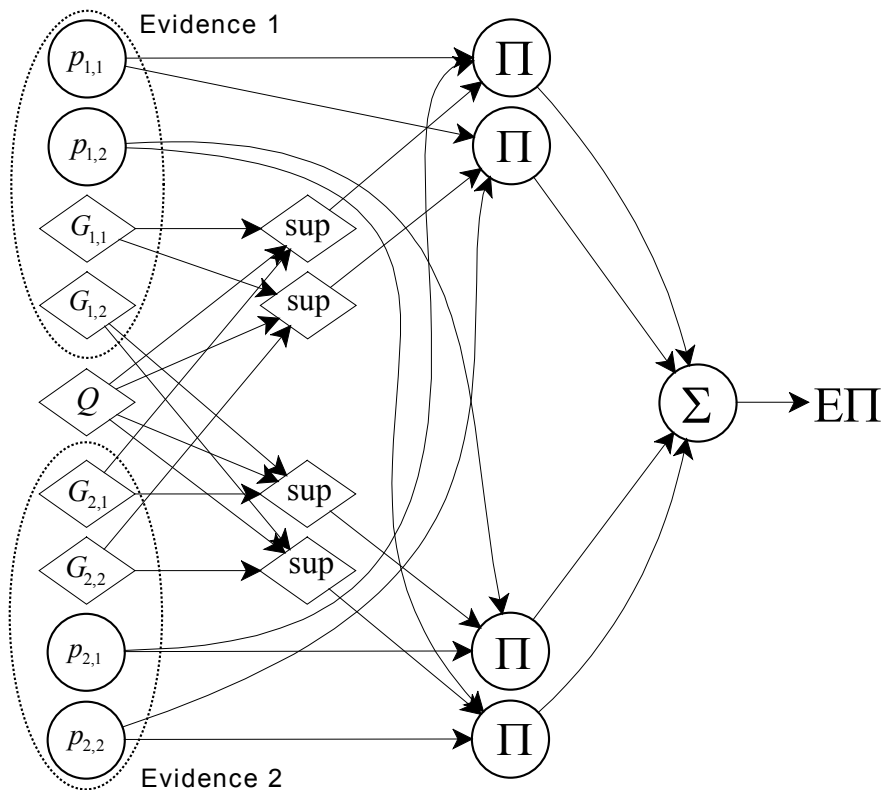 Evidence 1
p1,1
Π
p1,2
Π
G1,1
sup
G1,2
sup
Q
Σ
EΠ
G2,1
sup
G2,2
sup
p2,1
Π
p2,2
Π
Evidence 2